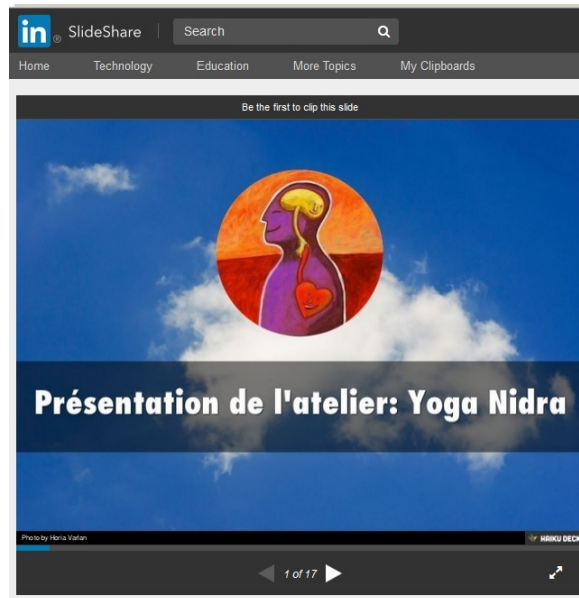 in ® SlideShare Search
Home Technology Education More Topics My Clipboards
Be the first to clip this slide
Présentation de l'atelier: Yoga Nidra
Photo by Horia Varlan HAIKU DECK
1 of 17